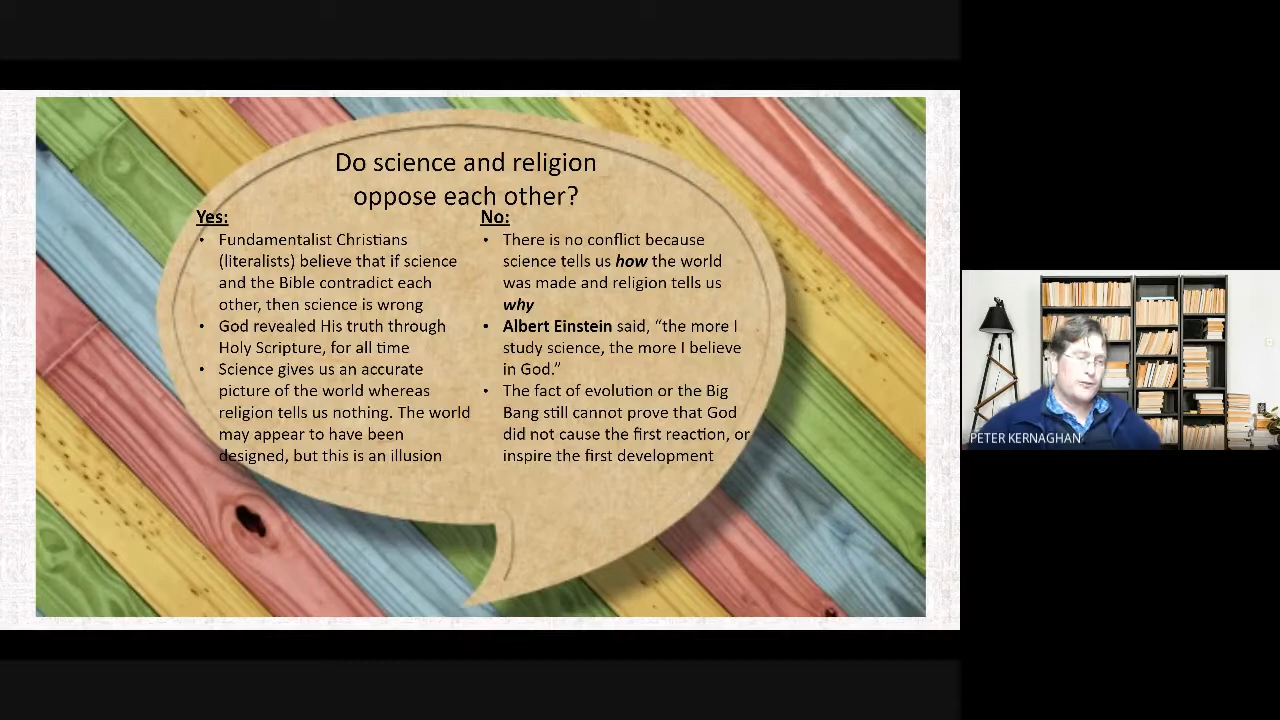 Do science and religion
oppose each other?
Yes:
• Fundamentalist Christians
(literalists) believe that if science
and the Bible contradict each
other, then science is wrong
• God revealed His truth through
Holy Scripture, for all time
• Science gives us an accurate
picture of the world whereas
religion tells us nothing. The world
may appear to have been
designed, but this is an illusion
No:
• There is no conflict because
science tells us how the world
was made and religion tells us
why
• Albert Einstein said, “the more I
study science, the more I believe
in God.”
• The fact of evolution or the Big
Bang still cannot prove that God
did not cause the first reaction, or
inspire the first development
PETER KERNAGHAN